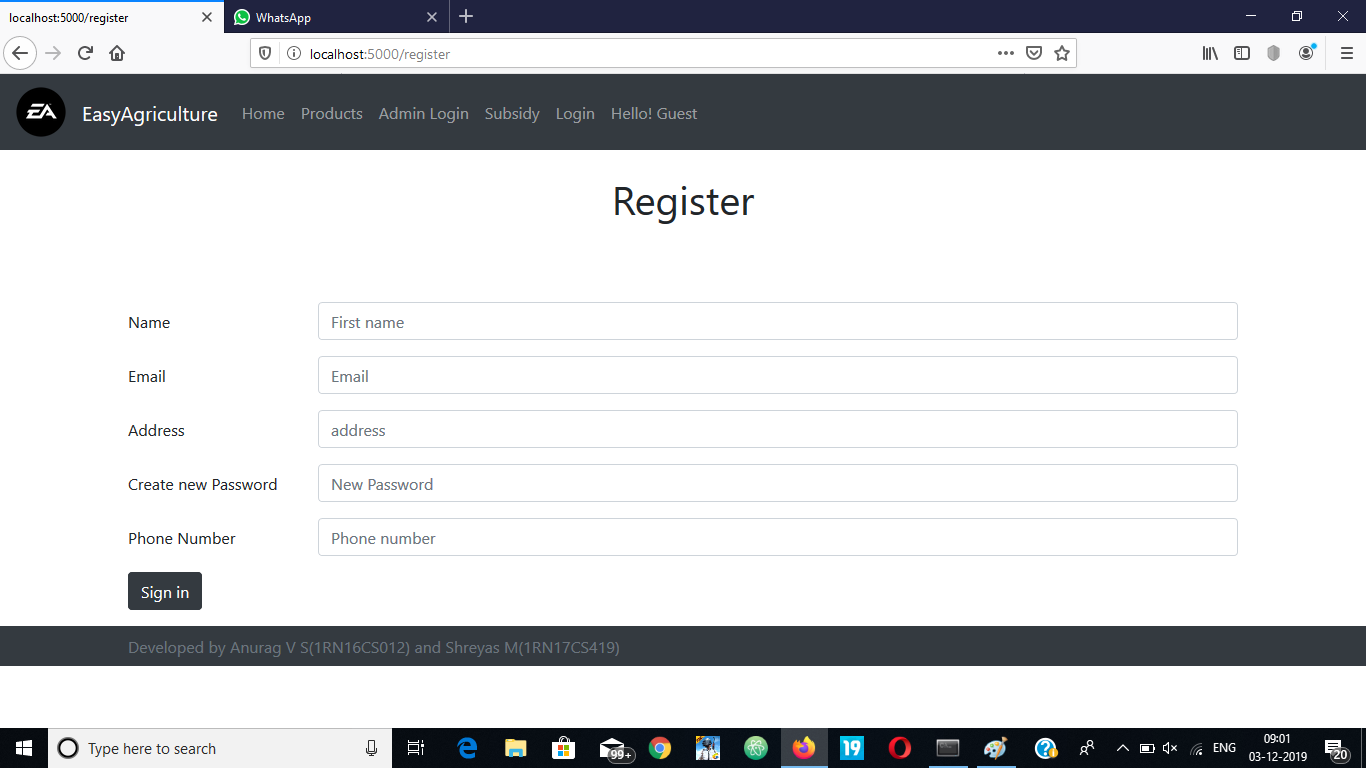 localhost:5000/register
WhatsApp
localhost:5000/register
EA
EasyAgriculture
Home
Products
Admin Login
Subsidy
Login
Hello! Guest
Register
Name
First name
Email
Email
Address
address
Create new Password
New Password
Phone Number
Phone number
Sign in
Developed by Anurag V S(1RN16CS012) and Shreyas M(1RN17CS419)
Type here to search
99+
19
ENG
09:01
03-12-2019
20